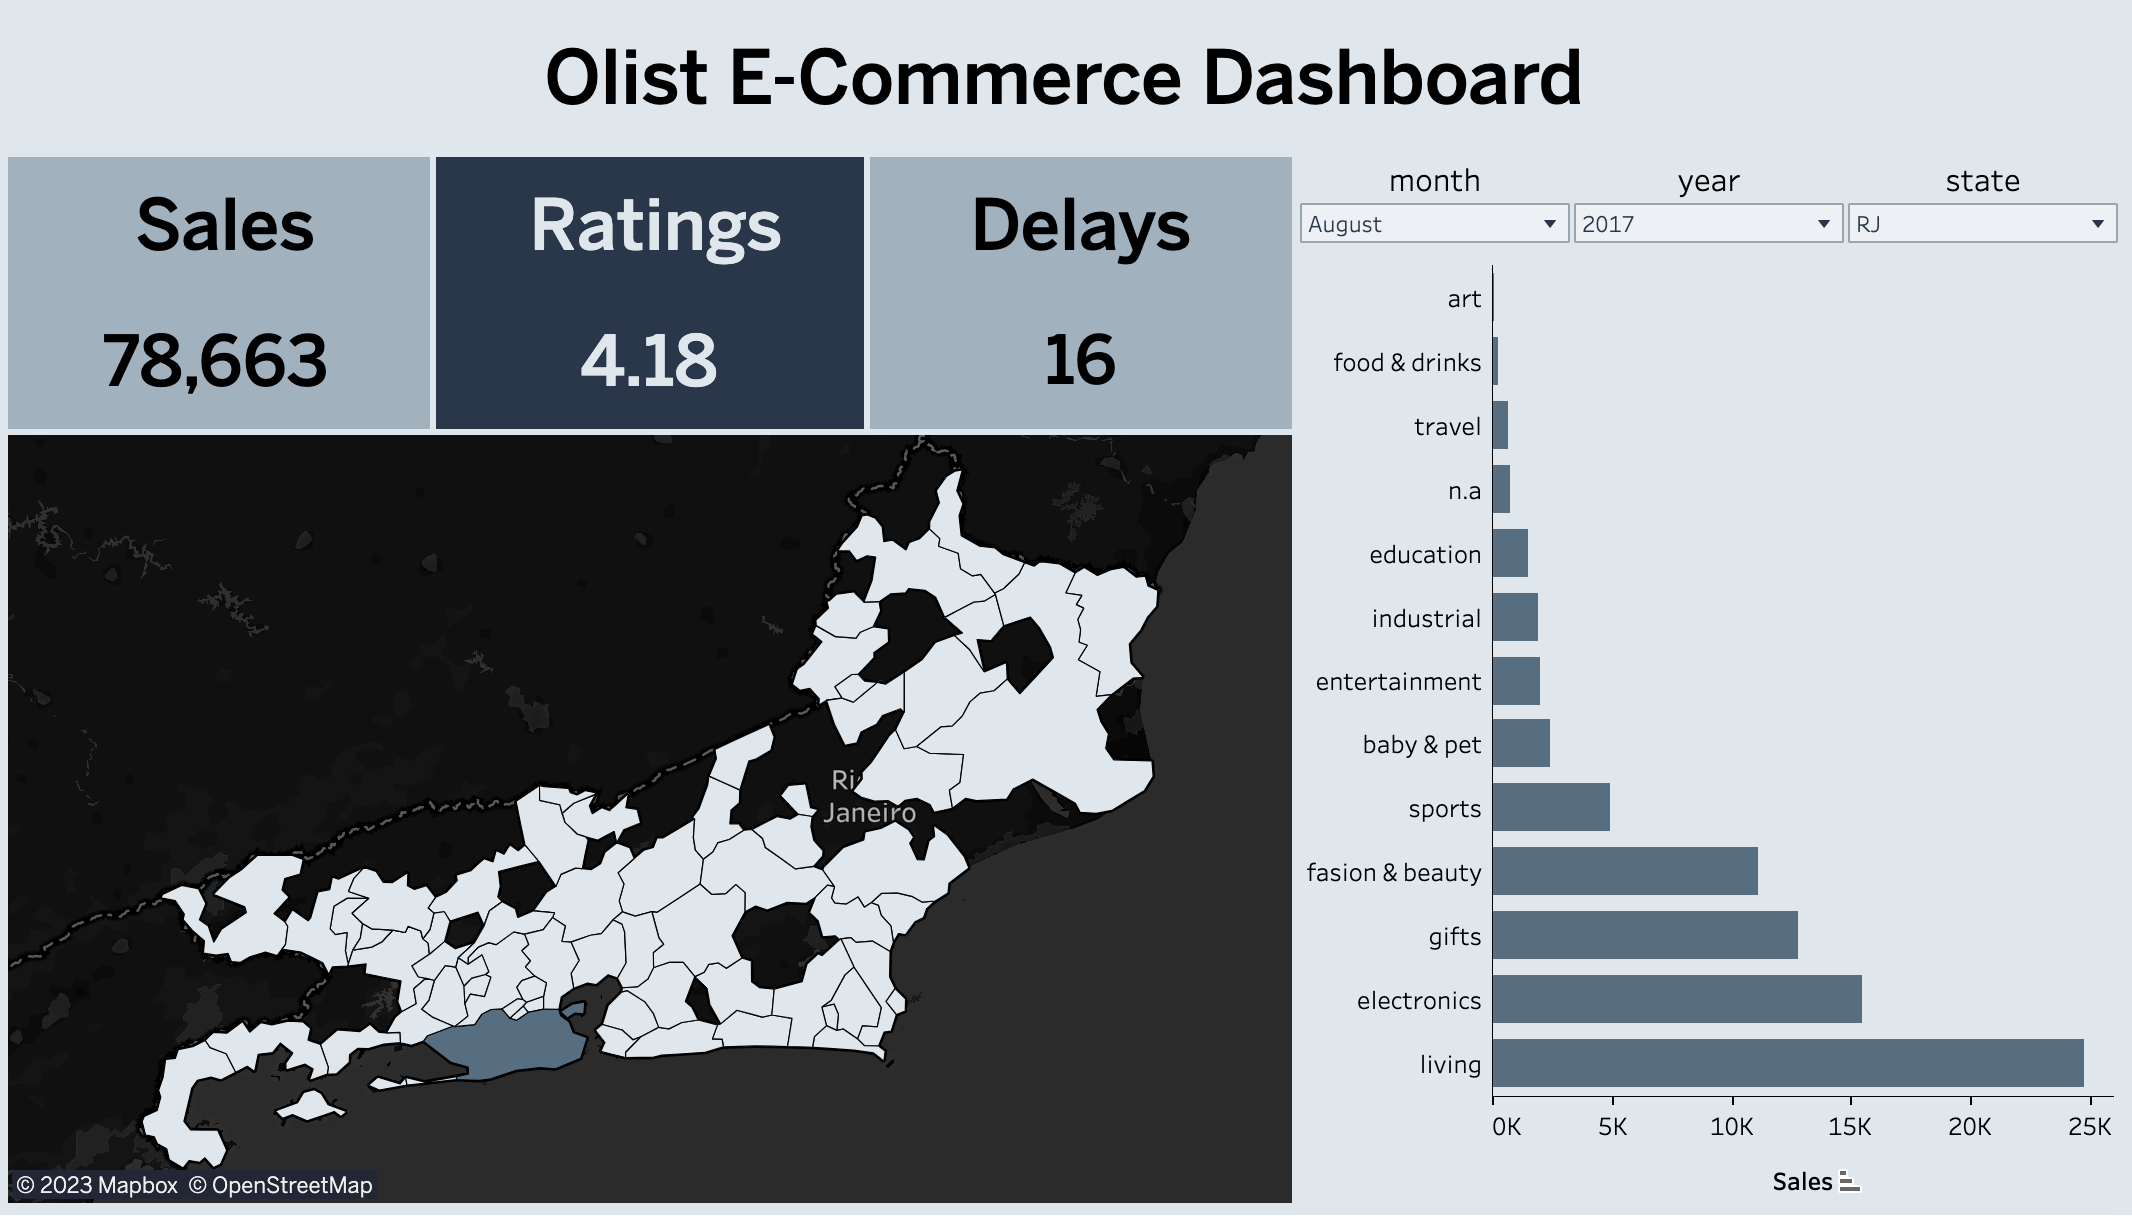 Olist E-Commerce Dashboard
Sales
78,663
Ratings
4.18
Delays
16
Ri
Janeiro
© 2023 Mapbox © OpenStreetMap
month
year
state
August
2017
RJ
art
food & drinks
travel
n.a
education
industrial
entertainment
baby & pet
sports
fasion & beauty
gifts
electronics
living
0K
5K
10K
15K
20K
25K
Sales